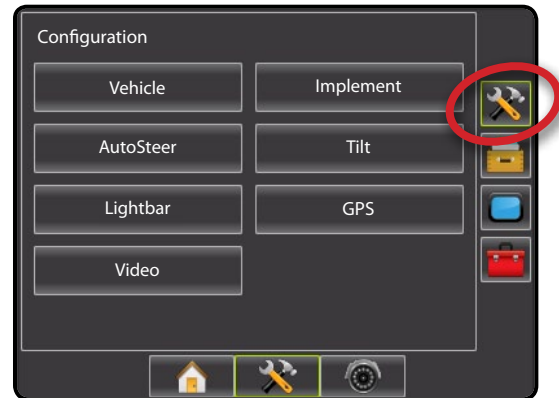 Configuration
Vehicle
Implement
AutoSteer
Tilt
Lightbar
GPS
Video